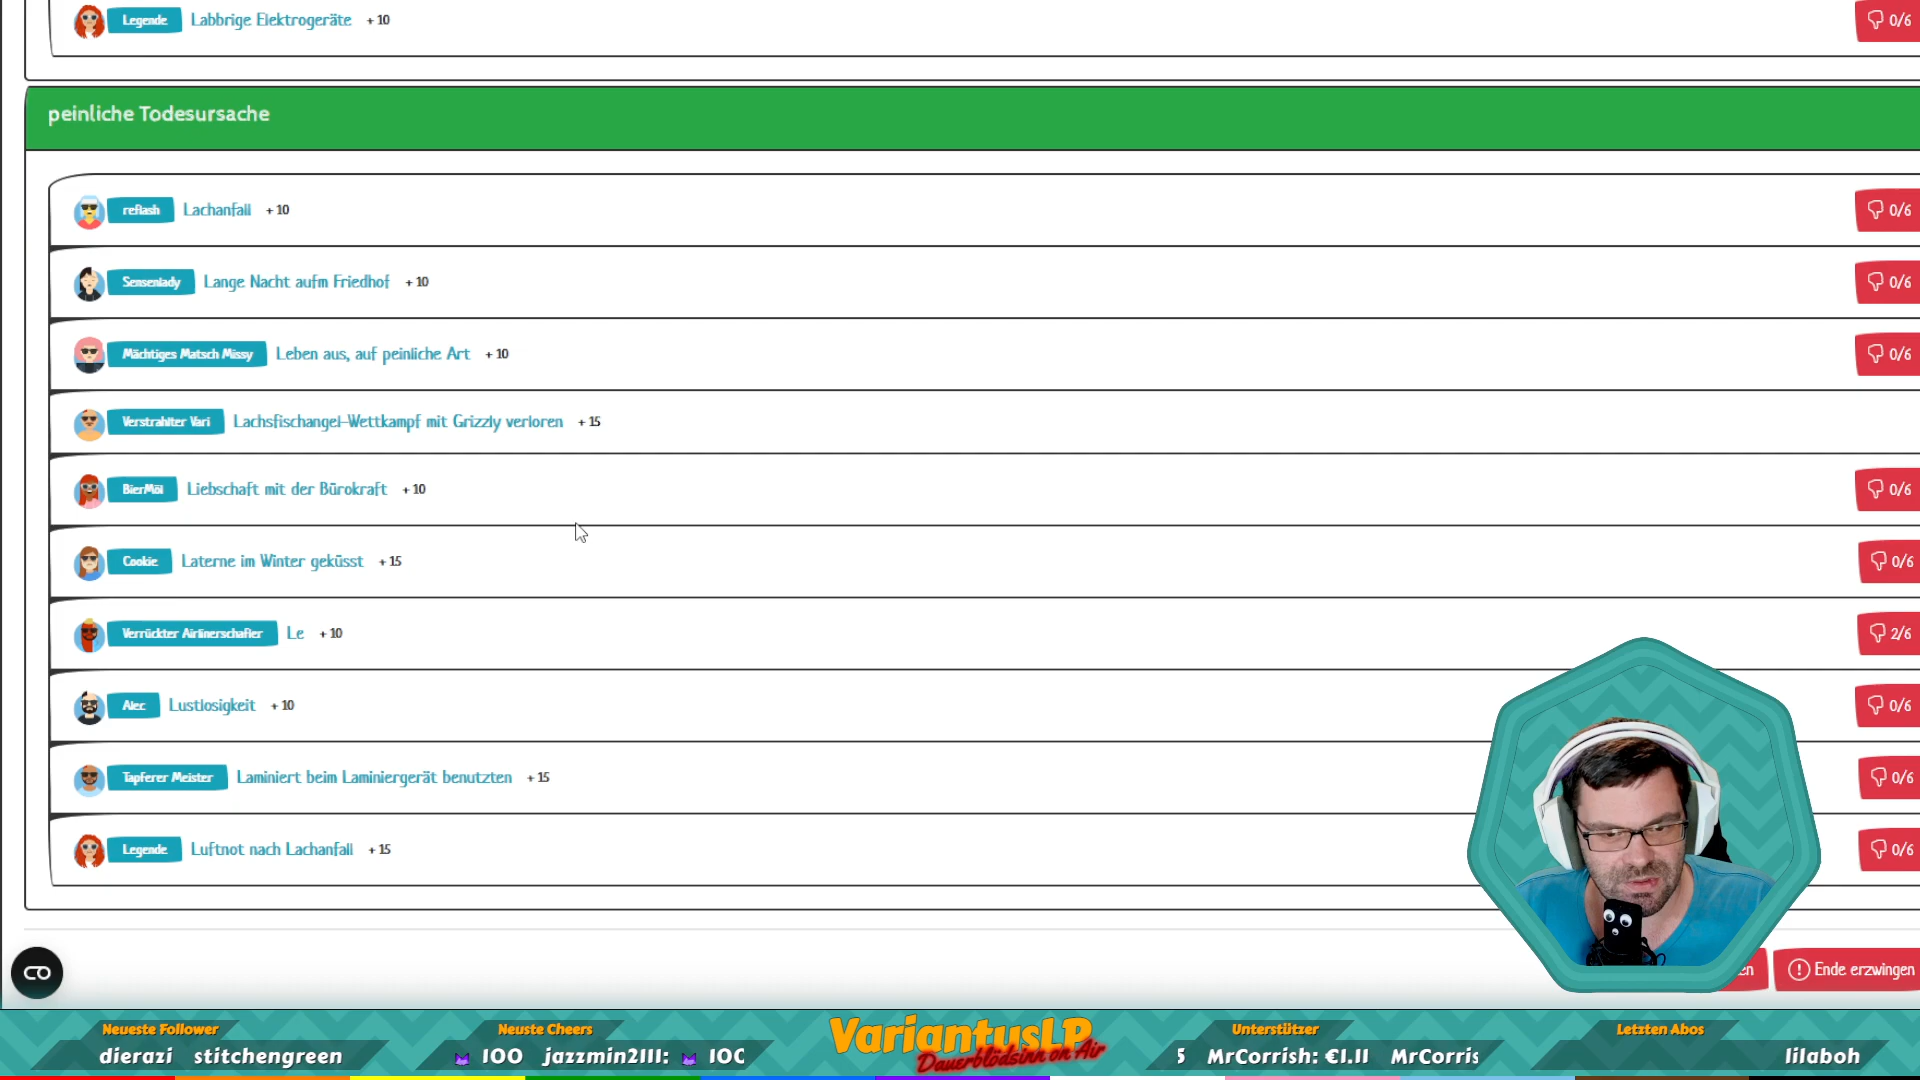 Legende Labbrige Elektrogeräte + 10 0/6
peinliche Todesursache
reflash Lachanfall + 10 0/6
Sensenlady Lange Nacht aufm Friedhof + 10 0/6
Mächtiges Matsch Missy Leben aus, auf peinliche Art + 10 0/6
Verstrahlter Vari Lachsfischangel-Wettkampf mit Grizzly verloren + 15
BierMöl Liebschaft mit der Bürokraft + 10 0/6
Cookie Laterne im Winter geküsst + 15 0/6
Verrückter Airlinerschafler Le + 10 2/6
Alec Lustlosigkeit + 10 0/6
Tapferer Meister Laminiert beim Laminiergerät benutzten + 15 0/6
Legende Luftnot nach Lachanfall + 15 0/6
en Ende erzwingen
Neueste Follower Neuste Cheers VariantusLP Unterstützer Letzten Abos
dierazi stitchengreen 100 jazzmin2111: 100 Dauerblödsinn on Air 5 MrCorrish: €1.11 MrCorris lilaboh